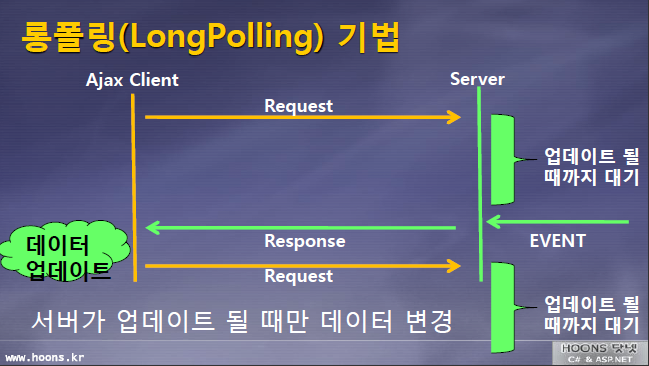 롱폴링(LongPolling) 기법
Ajax Client
Server
Request
업데이트 될
때까지 대기
EVENT
Response
데이터
업데이트
Request
업데이트 될
때까지 대기
서버가 업데이트 될 때만 데이터 변경
www.hoons.kr
HOONS 닷넷
C# & ASP.NET